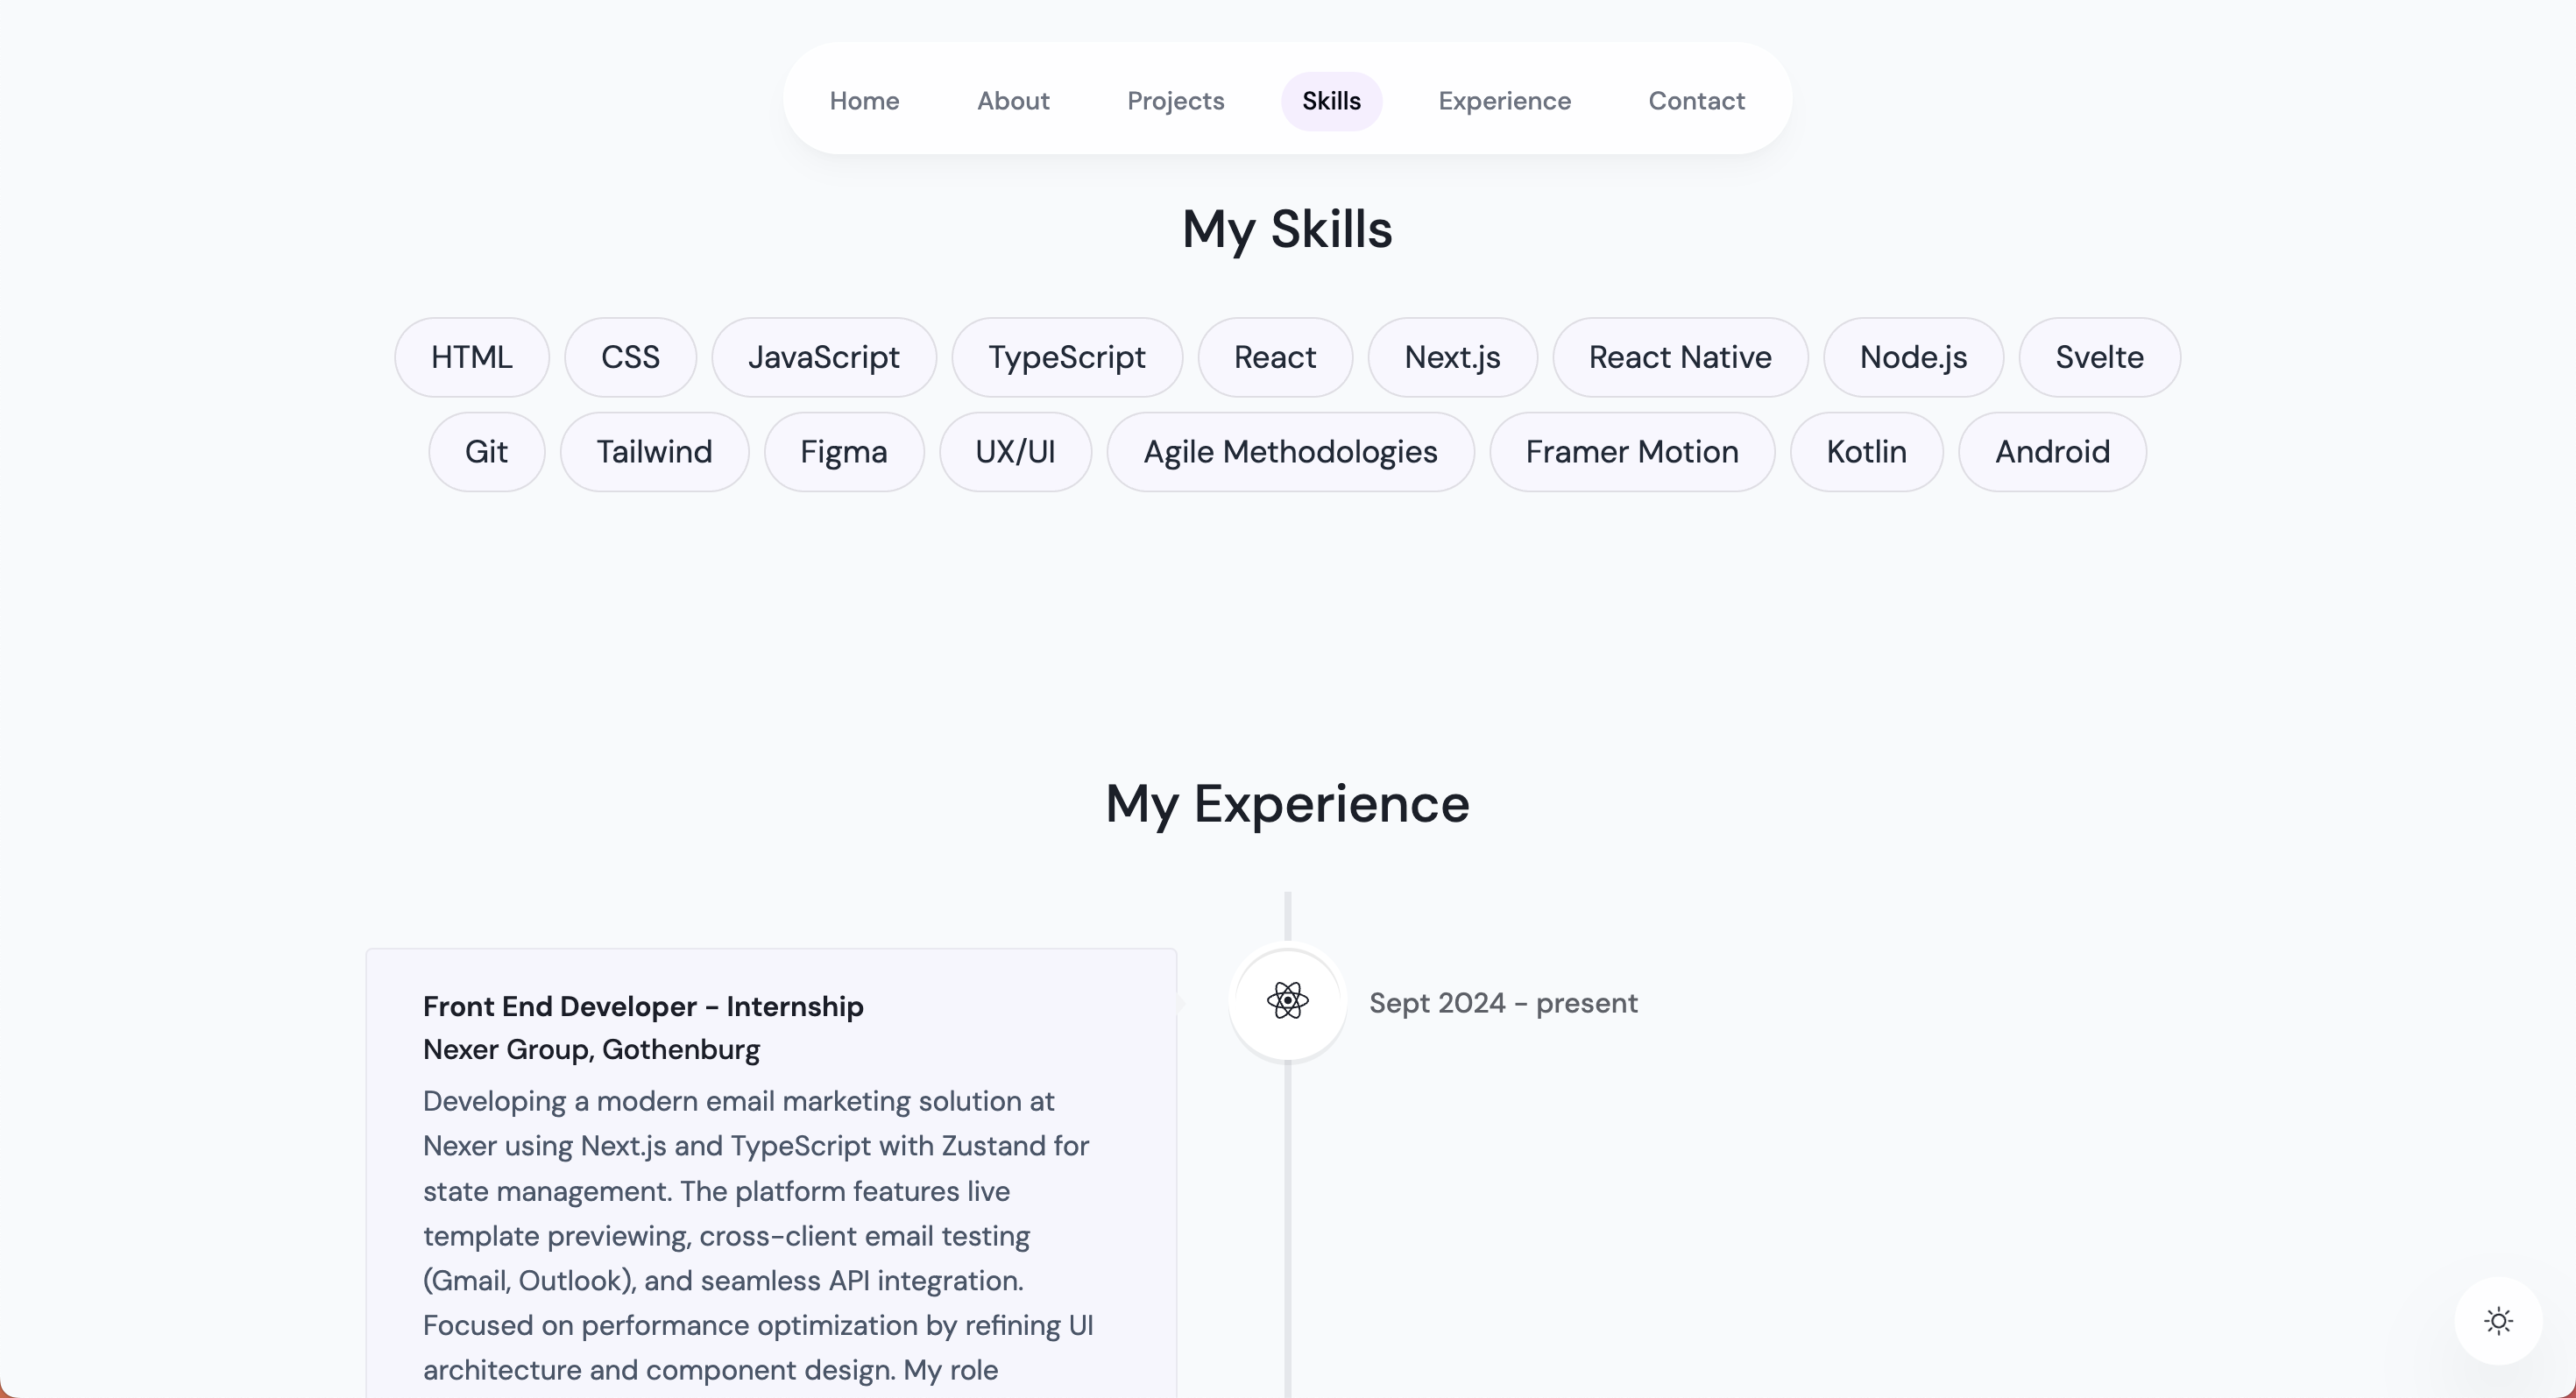 Home About Projects Skills Experience Contact
My Skills
HTML CSS JavaScript TypeScript React Next.js React Native Node.js Svelte
Git Tailwind Figma UX/UI Agile Methodologies Framer Motion Kotlin Android
My Experience
Front End Developer - Internship
Nexer Group, Gothenburg
Developing a modern email marketing solution at
Nexer using Next.js and TypeScript with Zustand for
state management. The platform features live
template previewing, cross-client email testing
(Gmail, Outlook), and seamless API integration.
Focused on performance optimization by refining UI
architecture and component design. My role
Sept 2024 - present